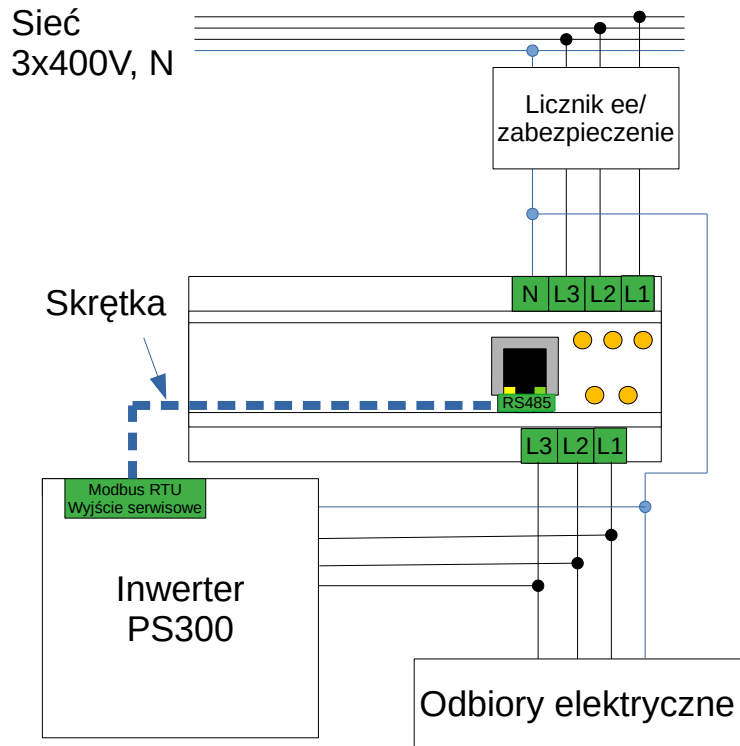 Sieć
3x400V, N
Licznik ee/
zabezpieczenie
N L3 L2 L1
Skrętka
RS485
L3 L2 L1
Modbus RTU
Wyjście serwisowe
Inwerter
PS300
Odbiory elektryczne